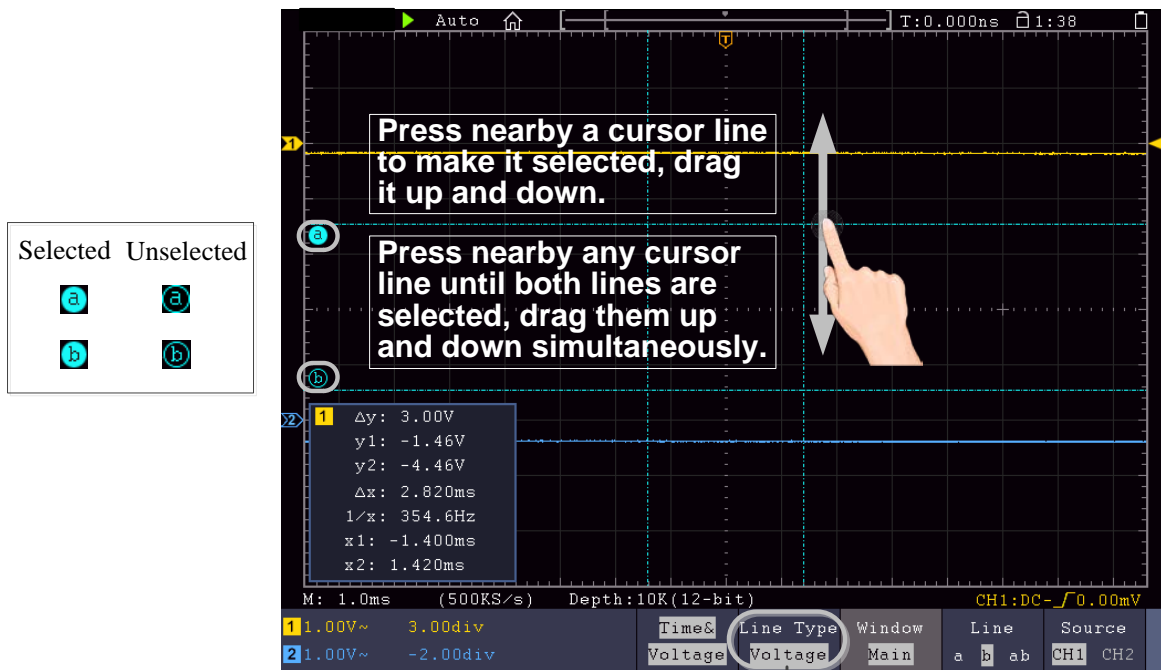 Auto T:0.000ns 1:38
T
Press nearby a cursor line
to make it selected, drag
it up and down.
1
a
Press nearby any cursor
line until both lines are
selected, drag them up
and down simultaneously.
b
Selected Unselected
a a
b b
2
1 Δy: 3.00V
y1: -1.46V
y2: -4.46V
Δx: 2.820ms
1/x: 354.6Hz
x1: -1.400ms
x2: 1.420ms
M: 1.0ms (500KS/s) Depth:10K(12-bit) CH1:DC- 0.00mV
1 1.00V~ 3.00div Time& Line Type Window Line Source
2 1.00V~ -2.00div Voltage Voltage Main a b ab CH1 CH2